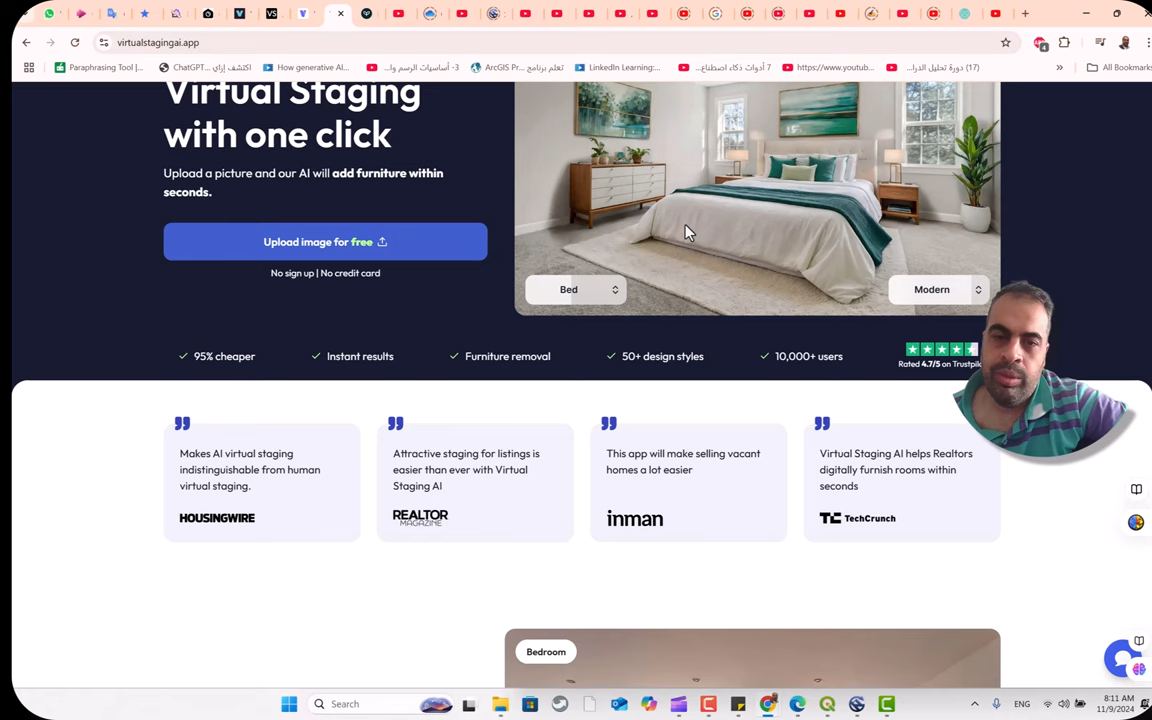 virtualstagingai.app
4
Paraphrasing Tool |...
ChatGPT... اكتشف إزاي
How generative AI...
3- أساسيات الرسم وا...
ArcGIS Pr... تعلم برنامج
LinkedIn Learning:...
7 أدوات ذكاء اصطناع...
https://www.youtub...
(17) دورة تحليل الدرا...
All Bookmarks
Virtual Staging
with one click
Upload a picture and our AI will add furniture within
seconds.
Upload image for free
No sign up | No credit card
Bed
Modern
95% cheaper
Instant results
Furniture removal
50+ design styles
10,000+ users
Rated 4.7/5 on Trustpil
Makes AI virtual staging
indistinguishable from human
virtual staging.
HOUSINGWIRE
Attractive staging for listings is
easier than ever with Virtual
Staging AI
REALTOR
MAGAZINE
This app will make selling vacant
homes a lot easier
inman
Virtual Staging AI helps Realtors
digitally furnish rooms within
seconds
TechCrunch
Bedroom
Search
ENG
8:11 AM
11/9/2024